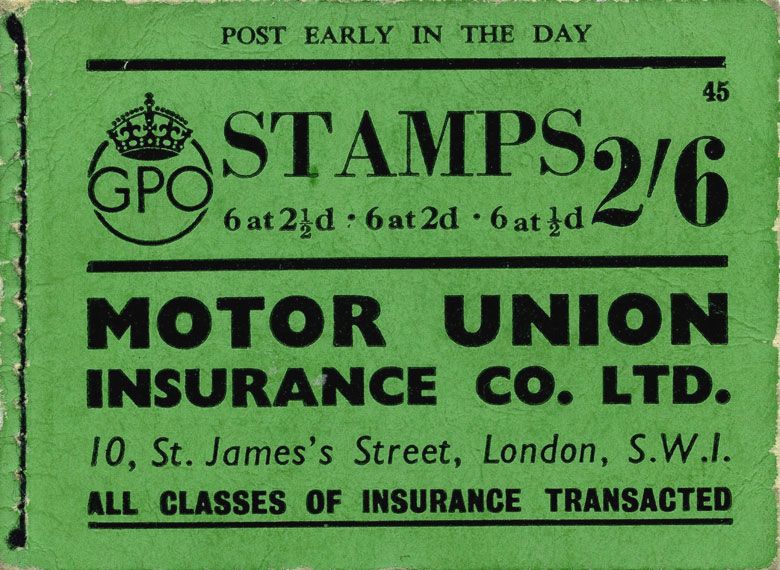 POST EARLY IN THE DAY
45
GPO
STAMPS 2/6
6 at 2½d · 6 at 2d · 6 at ½d
MOTOR UNION
INSURANCE CO. LTD.
10, St. James's Street, London, S.W.1.
ALL CLASSES OF INSURANCE TRANSACTED